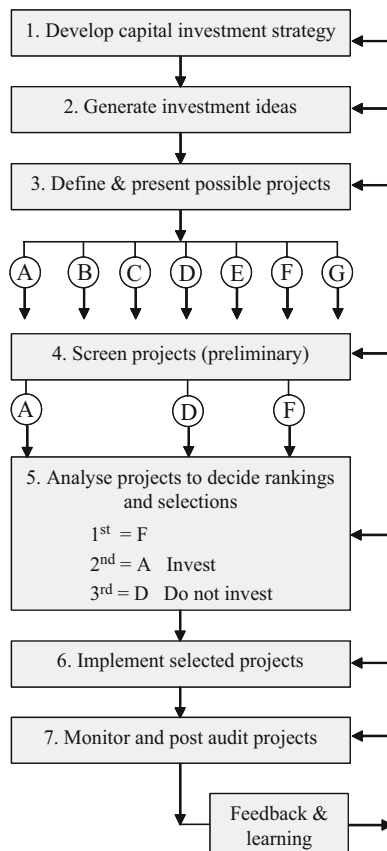 1. Develop capital investment strategy
2. Generate investment ideas
3. Define & present possible projects
A B C D E F G
4. Screen projects (preliminary)
A D F
5. Analyse projects to decide rankings
and selections
1st = F
2nd = A Invest
3rd = D Do not invest
6. Implement selected projects
7. Monitor and post audit projects
Feedback &
learning